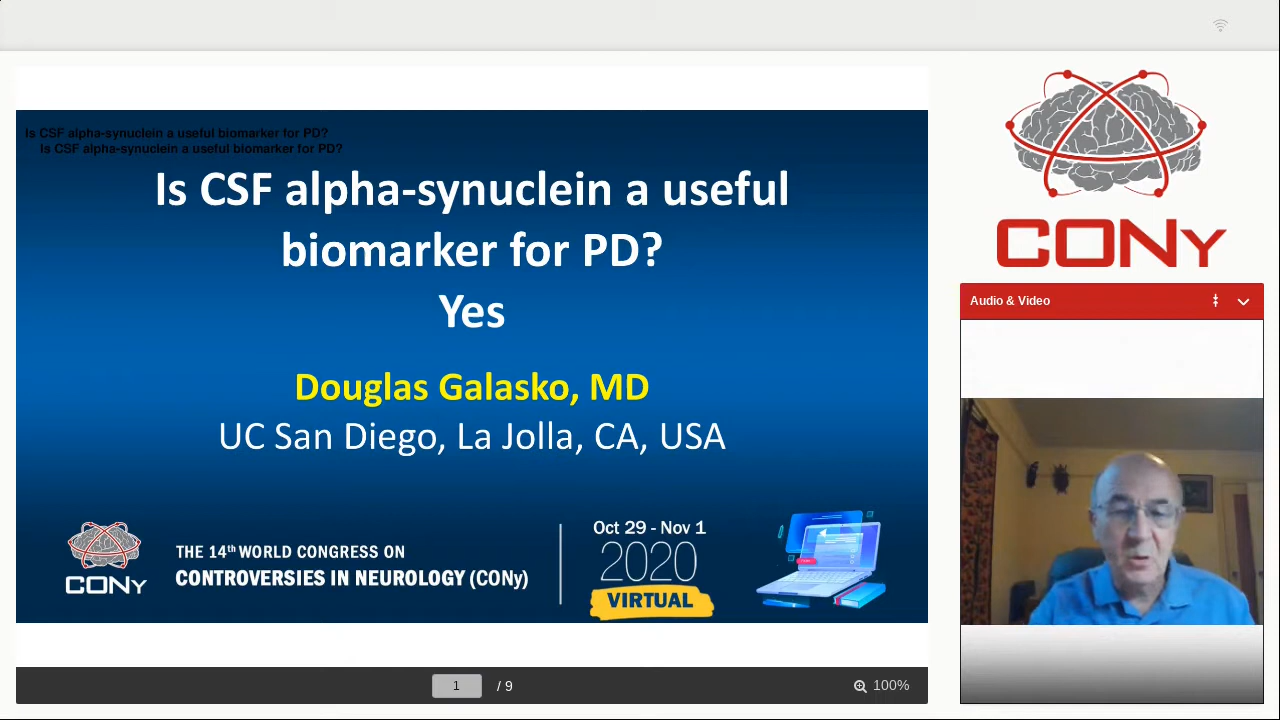 Is CSF alpha-synuclein a useful biomarker for PD?
Is CSF alpha-synuclein a useful biomarker for PD?
Is CSF alpha-synuclein a useful
biomarker for PD?
Yes
Douglas Galasko, MD
UC San Diego, La Jolla, CA, USA
CONy
THE 14th WORLD CONGRESS ON
CONTROVERSIES IN NEUROLOGY (CONy)
Oct 29 - Nov 1
2020
VIRTUAL
1 / 9
100%
CONy
Audio & Video